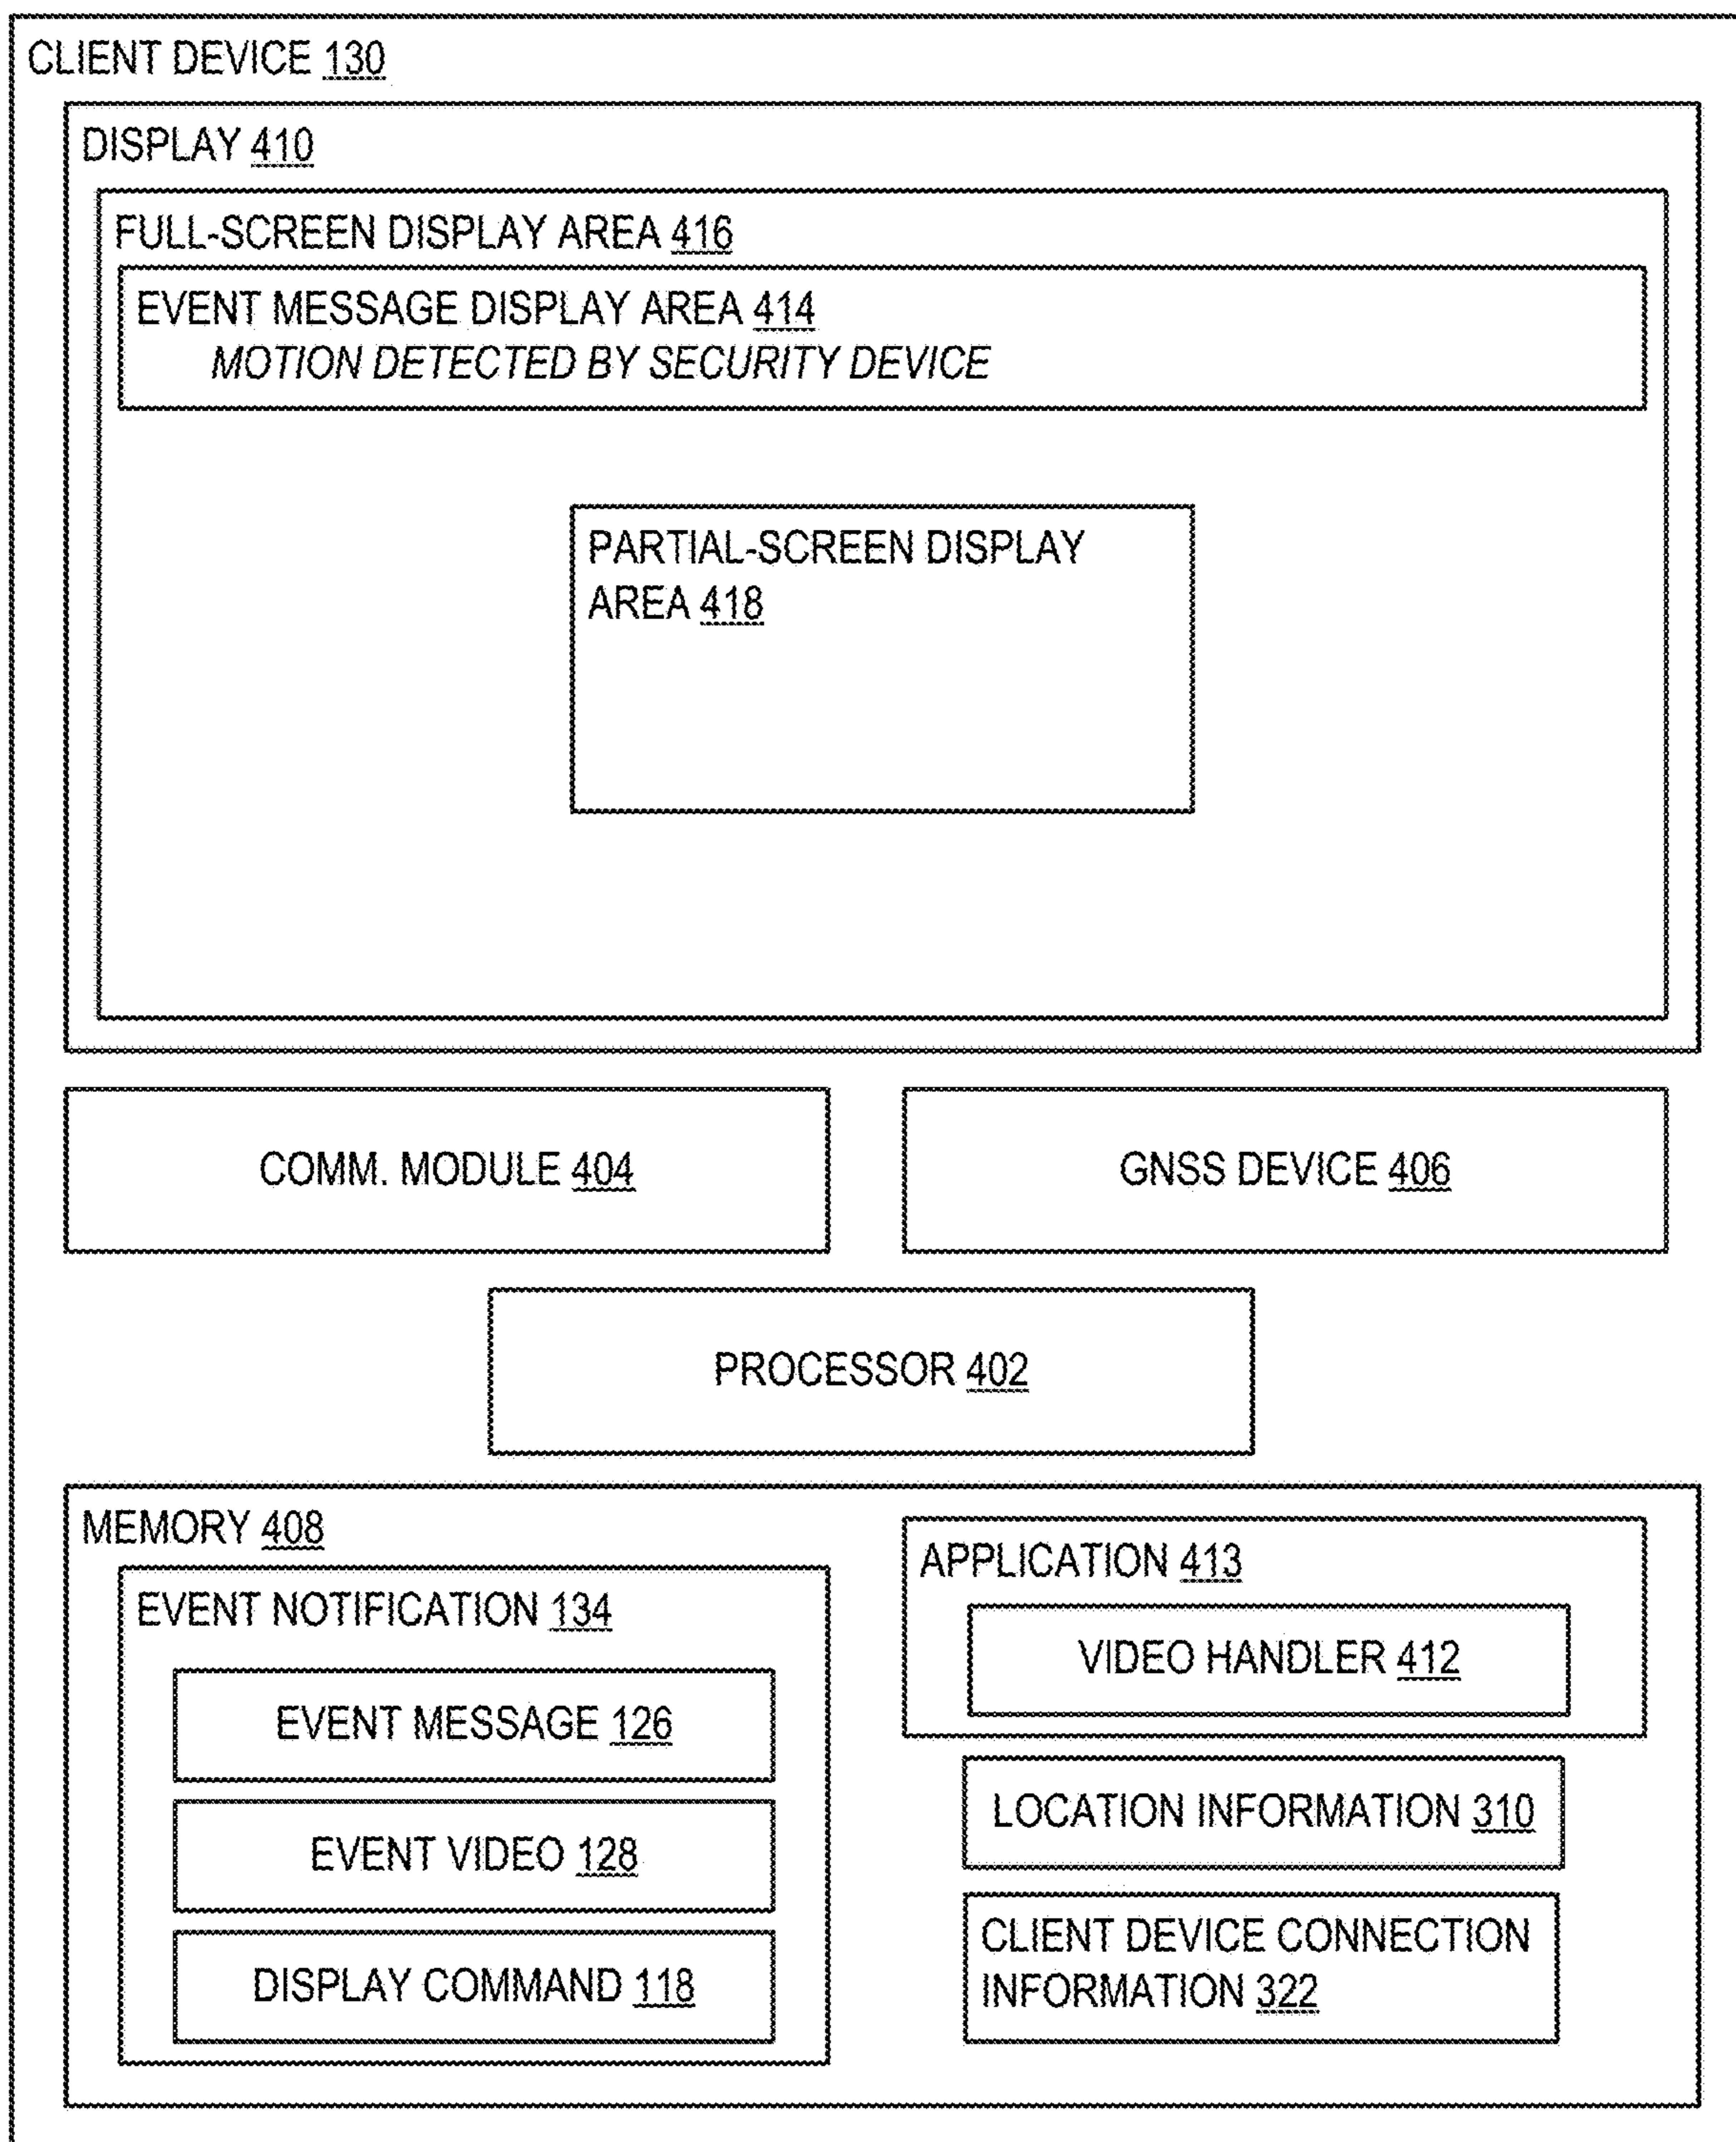 CLIENT DEVICE 130
DISPLAY 410
FULL-SCREEN DISPLAY AREA 416
EVENT MESSAGE DISPLAY AREA 414
MOTION DETECTED BY SECURITY DEVICE
PARTIAL-SCREEN DISPLAY
AREA 418
COMM. MODULE 404
GNSS DEVICE 406
PROCESSOR 402
MEMORY 408
EVENT NOTIFICATION 134
EVENT MESSAGE 126
EVENT VIDEO 128
DISPLAY COMMAND 118
APPLICATION 413
VIDEO HANDLER 412
LOCATION INFORMATION 310
CLIENT DEVICE CONNECTION
INFORMATION 322